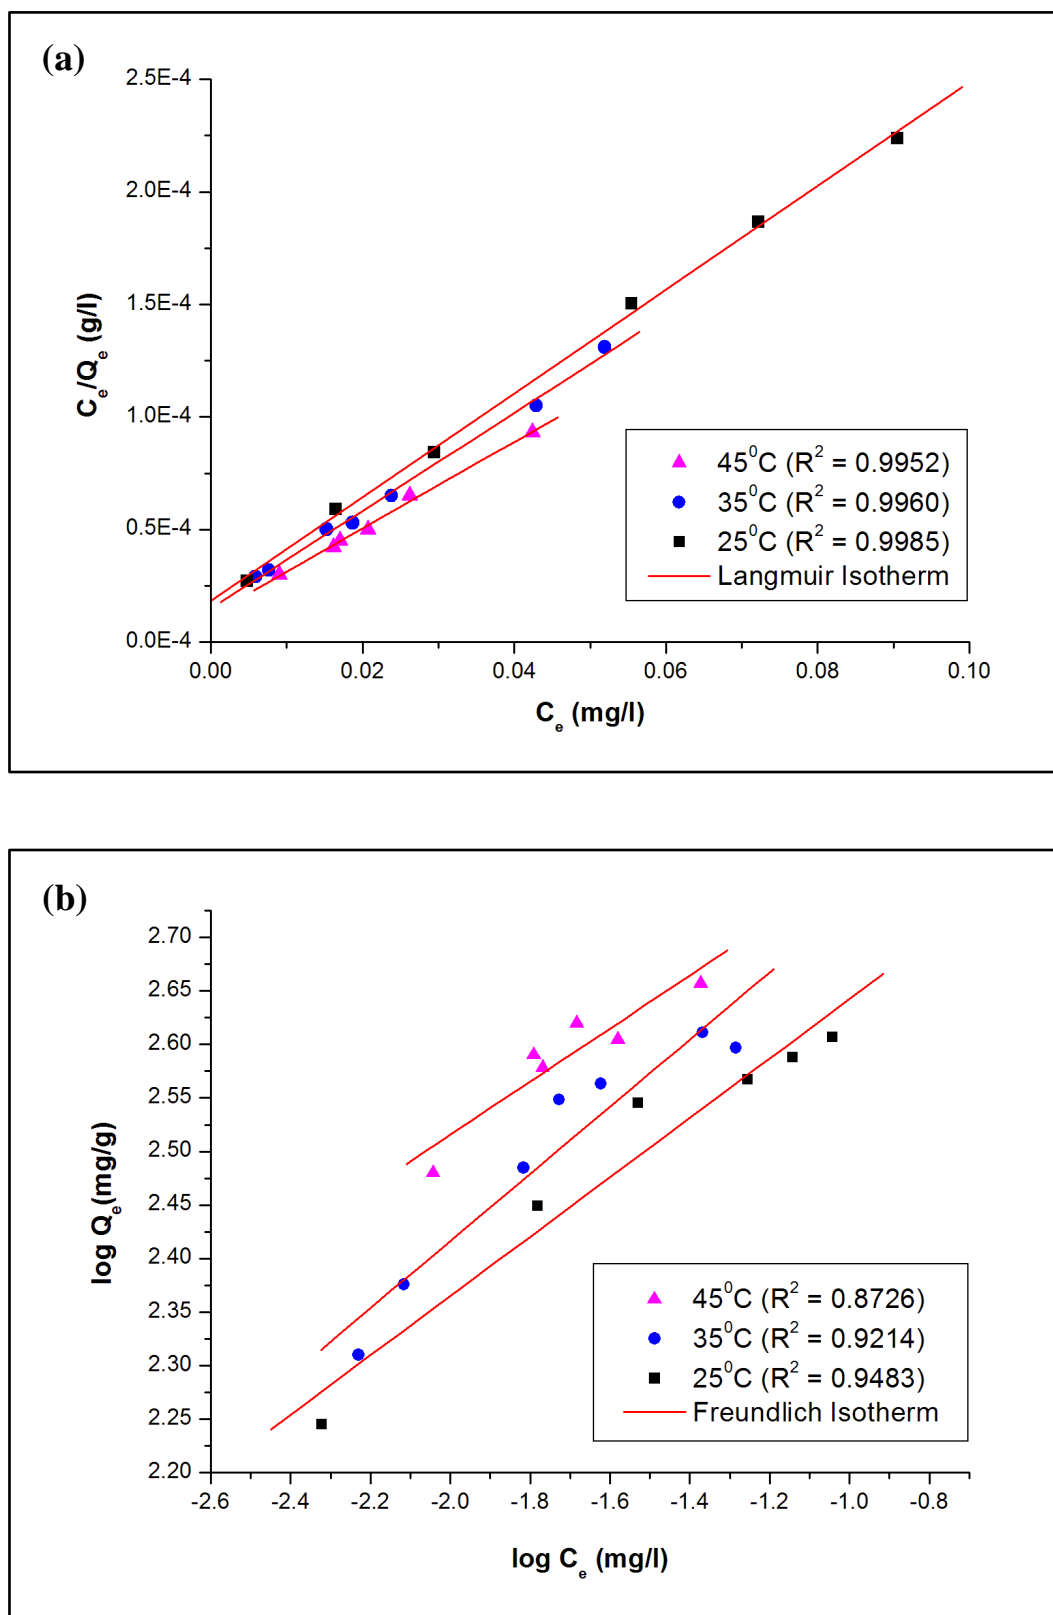 (a)
2.5E-4
2.0E-4
1.5E-4
1.0E-4
0.5E-4
0.0E-4
C_e/Q_e (g/l)
0.00 0.02 0.04 0.06 0.08 0.10
C_e (mg/l)
45⁰C (R² = 0.9952)
35⁰C (R² = 0.9960)
25⁰C (R² = 0.9985)
Langmuir Isotherm
(b)
2.70
2.65
2.60
2.55
2.50
2.45
2.40
2.35
2.30
2.25
2.20
log Q_e(mg/g)
-2.6 -2.4 -2.2 -2.0 -1.8 -1.6 -1.4 -1.2 -1.0 -0.8
log C_e (mg/l)
45⁰C (R² = 0.8726)
35⁰C (R² = 0.9214)
25⁰C (R² = 0.9483)
Freundlich Isotherm